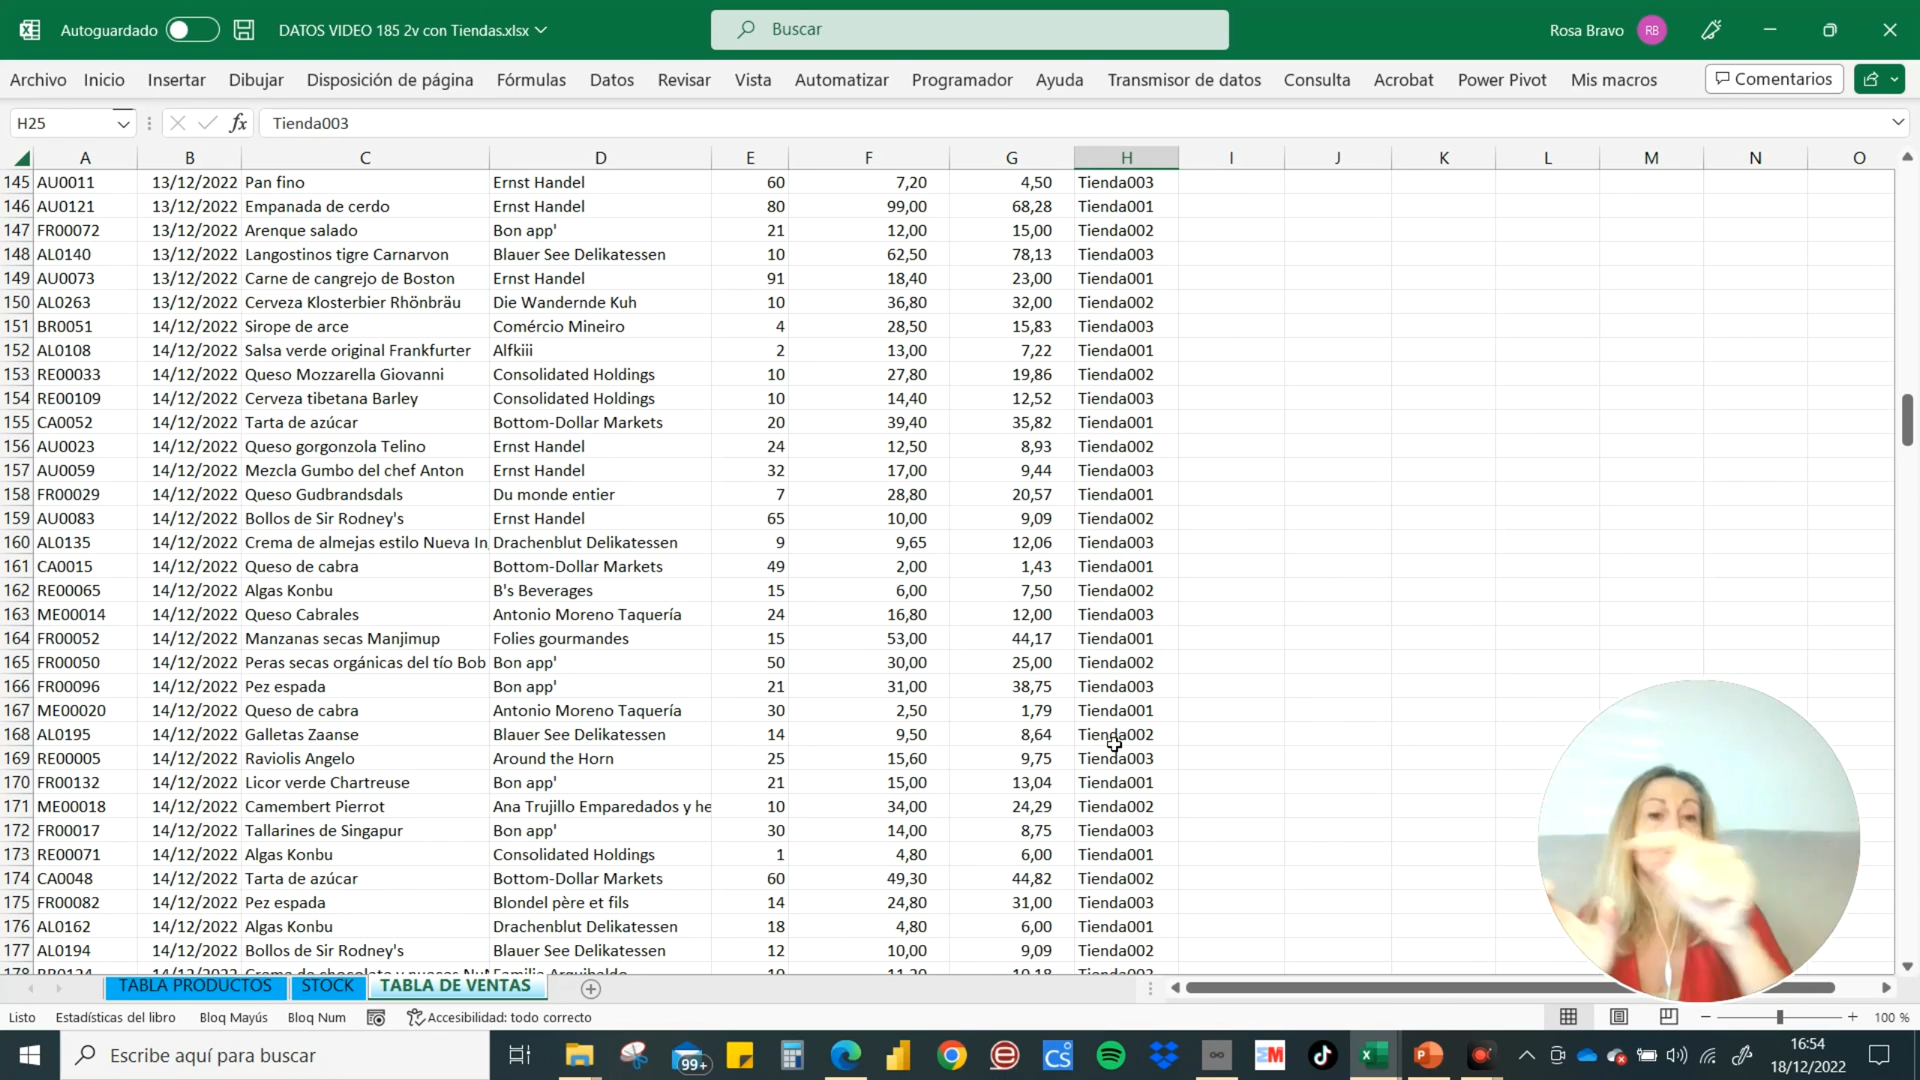 Autoguardado DATOS VIDEO 185 2v con Tiendas.xlsx Buscar Rosa Bravo RB
Archivo Inicio Insertar Dibujar Disposición de página Fórmulas Datos Revisar Vista Automatizar Programador Ayuda Transmisor de datos Consulta Acrobat Power Pivot Mis macros Comentarios
H25 fx Tienda003
A B C D E F G H I J K L M N O
145 AU0011 13/12/2022 Pan fino Ernst Handel 60 7,20 4,50 Tienda003
146 AU0121 13/12/2022 Empanada de cerdo Ernst Handel 80 99,00 68,28 Tienda001
147 FR00072 13/12/2022 Arenque salado Bon app' 21 12,00 15,00 Tienda002
148 AL0140 13/12/2022 Langostinos tigre Carnarvon Blauer See Delikatessen 10 62,50 78,13 Tienda003
149 AU0073 13/12/2022 Carne de cangrejo de Boston Ernst Handel 91 18,40 23,00 Tienda001
150 AL0263 13/12/2022 Cerveza Klosterbier Rhönbräu Die Wandernde Kuh 10 36,80 32,00 Tienda002
151 BR0051 14/12/2022 Sirope de arce Comércio Mineiro 4 28,50 15,83 Tienda003
152 AL0108 14/12/2022 Salsa verde original Frankfurter Alfkiii 2 13,00 7,22 Tienda001
153 RE00033 14/12/2022 Queso Mozzarella Giovanni Consolidated Holdings 10 27,80 19,86 Tienda002
154 RE00109 14/12/2022 Cerveza tibetana Barley Consolidated Holdings 10 14,40 12,52 Tienda003
155 CA0052 14/12/2022 Tarta de azúcar Bottom-Dollar Markets 20 39,40 35,82 Tienda001
156 AU0023 14/12/2022 Queso gorgonzola Telino Ernst Handel 24 12,50 8,93 Tienda002
157 AU0059 14/12/2022 Mezcla Gumbo del chef Anton Ernst Handel 32 17,00 9,44 Tienda003
158 FR00029 14/12/2022 Queso Gudbrandsdals Du monde entier 7 28,80 20,57 Tienda001
159 AU0083 14/12/2022 Bollos de Sir Rodney's Ernst Handel 65 10,00 9,09 Tienda002
160 AL0135 14/12/2022 Crema de almejas estilo Nueva In Drachenblut Delikatessen 9 9,65 12,06 Tienda003
161 CA0015 14/12/2022 Queso de cabra Bottom-Dollar Markets 49 2,00 1,43 Tienda001
162 RE00065 14/12/2022 Algas Konbu B's Beverages 15 6,00 7,50 Tienda002
163 ME00014 14/12/2022 Queso Cabrales Antonio Moreno Taquería 24 16,80 12,00 Tienda003
164 FR00052 14/12/2022 Manzanas secas Manjimup Folies gourmandes 15 53,00 44,17 Tienda001
165 FR00050 14/12/2022 Peras secas orgánicas del tío Bob Bon app' 50 30,00 25,00 Tienda002
166 FR00096 14/12/2022 Pez espada Bon app' 21 31,00 38,75 Tienda003
167 ME00020 14/12/2022 Queso de cabra Antonio Moreno Taquería 30 2,50 1,79 Tienda001
168 AL0195 14/12/2022 Galletas Zaanse Blauer See Delikatessen 14 9,50 8,64 Tienda002
169 RE00005 14/12/2022 Raviolis Angelo Around the Horn 25 15,60 9,75 Tienda003
170 FR00132 14/12/2022 Licor verde Chartreuse Bon app' 21 15,00 13,04 Tienda001
171 ME00018 14/12/2022 Camembert Pierrot Ana Trujillo Emparedados y he 10 34,00 24,29 Tienda002
172 FR00017 14/12/2022 Tallarines de Singapur Bon app' 30 14,00 8,75 Tienda003
173 RE00071 14/12/2022 Algas Konbu Consolidated Holdings 1 4,80 6,00 Tienda001
174 CA0048 14/12/2022 Tarta de azúcar Bottom-Dollar Markets 60 49,30 44,82 Tienda002
175 FR00082 14/12/2022 Pez espada Blondel père et fils 14 24,80 31,00 Tienda003
176 AL0162 14/12/2022 Algas Konbu Drachenblut Delikatessen 18 4,80 6,00 Tienda001
177 AL0194 14/12/2022 Bollos de Sir Rodney's Blauer See Delikatessen 12 10,00 9,09 Tienda002
TABLA PRODUCTOS STOCK TABLA DE VENTAS
Listo Estadísticas del libro Bloq Mayús Bloq Num Accesibilidad: todo correcto 100 %
Escribe aquí para buscar 99+ 16:54
18/12/2022